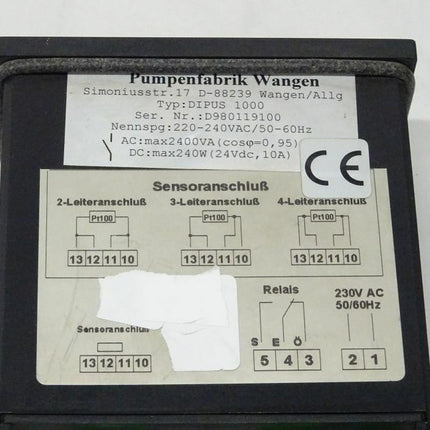 Pumpenfabrik Wangen
Simoniusstr.17 D-88239 Wangen/Allg
Typ:DIPUS 1000
Ser. Nr.:D980119100
Nennspg:220-240VAC/50-60Hz
AC:max2400VA(cosφ=0,95)
DC:max240W(24Vdc,10A)
CE
Sensoranschluß
2-Leiteranschluß 3-Leiteranschluß 4-Leiteranschluß
Pt100 Pt100 Pt100
13 12 11 10 13 12 11 10 13 12 11 10
Relais 230V AC
50/60Hz
Sensoranschluß
S E Ö
13 12 11 10 5 4 3 2 1